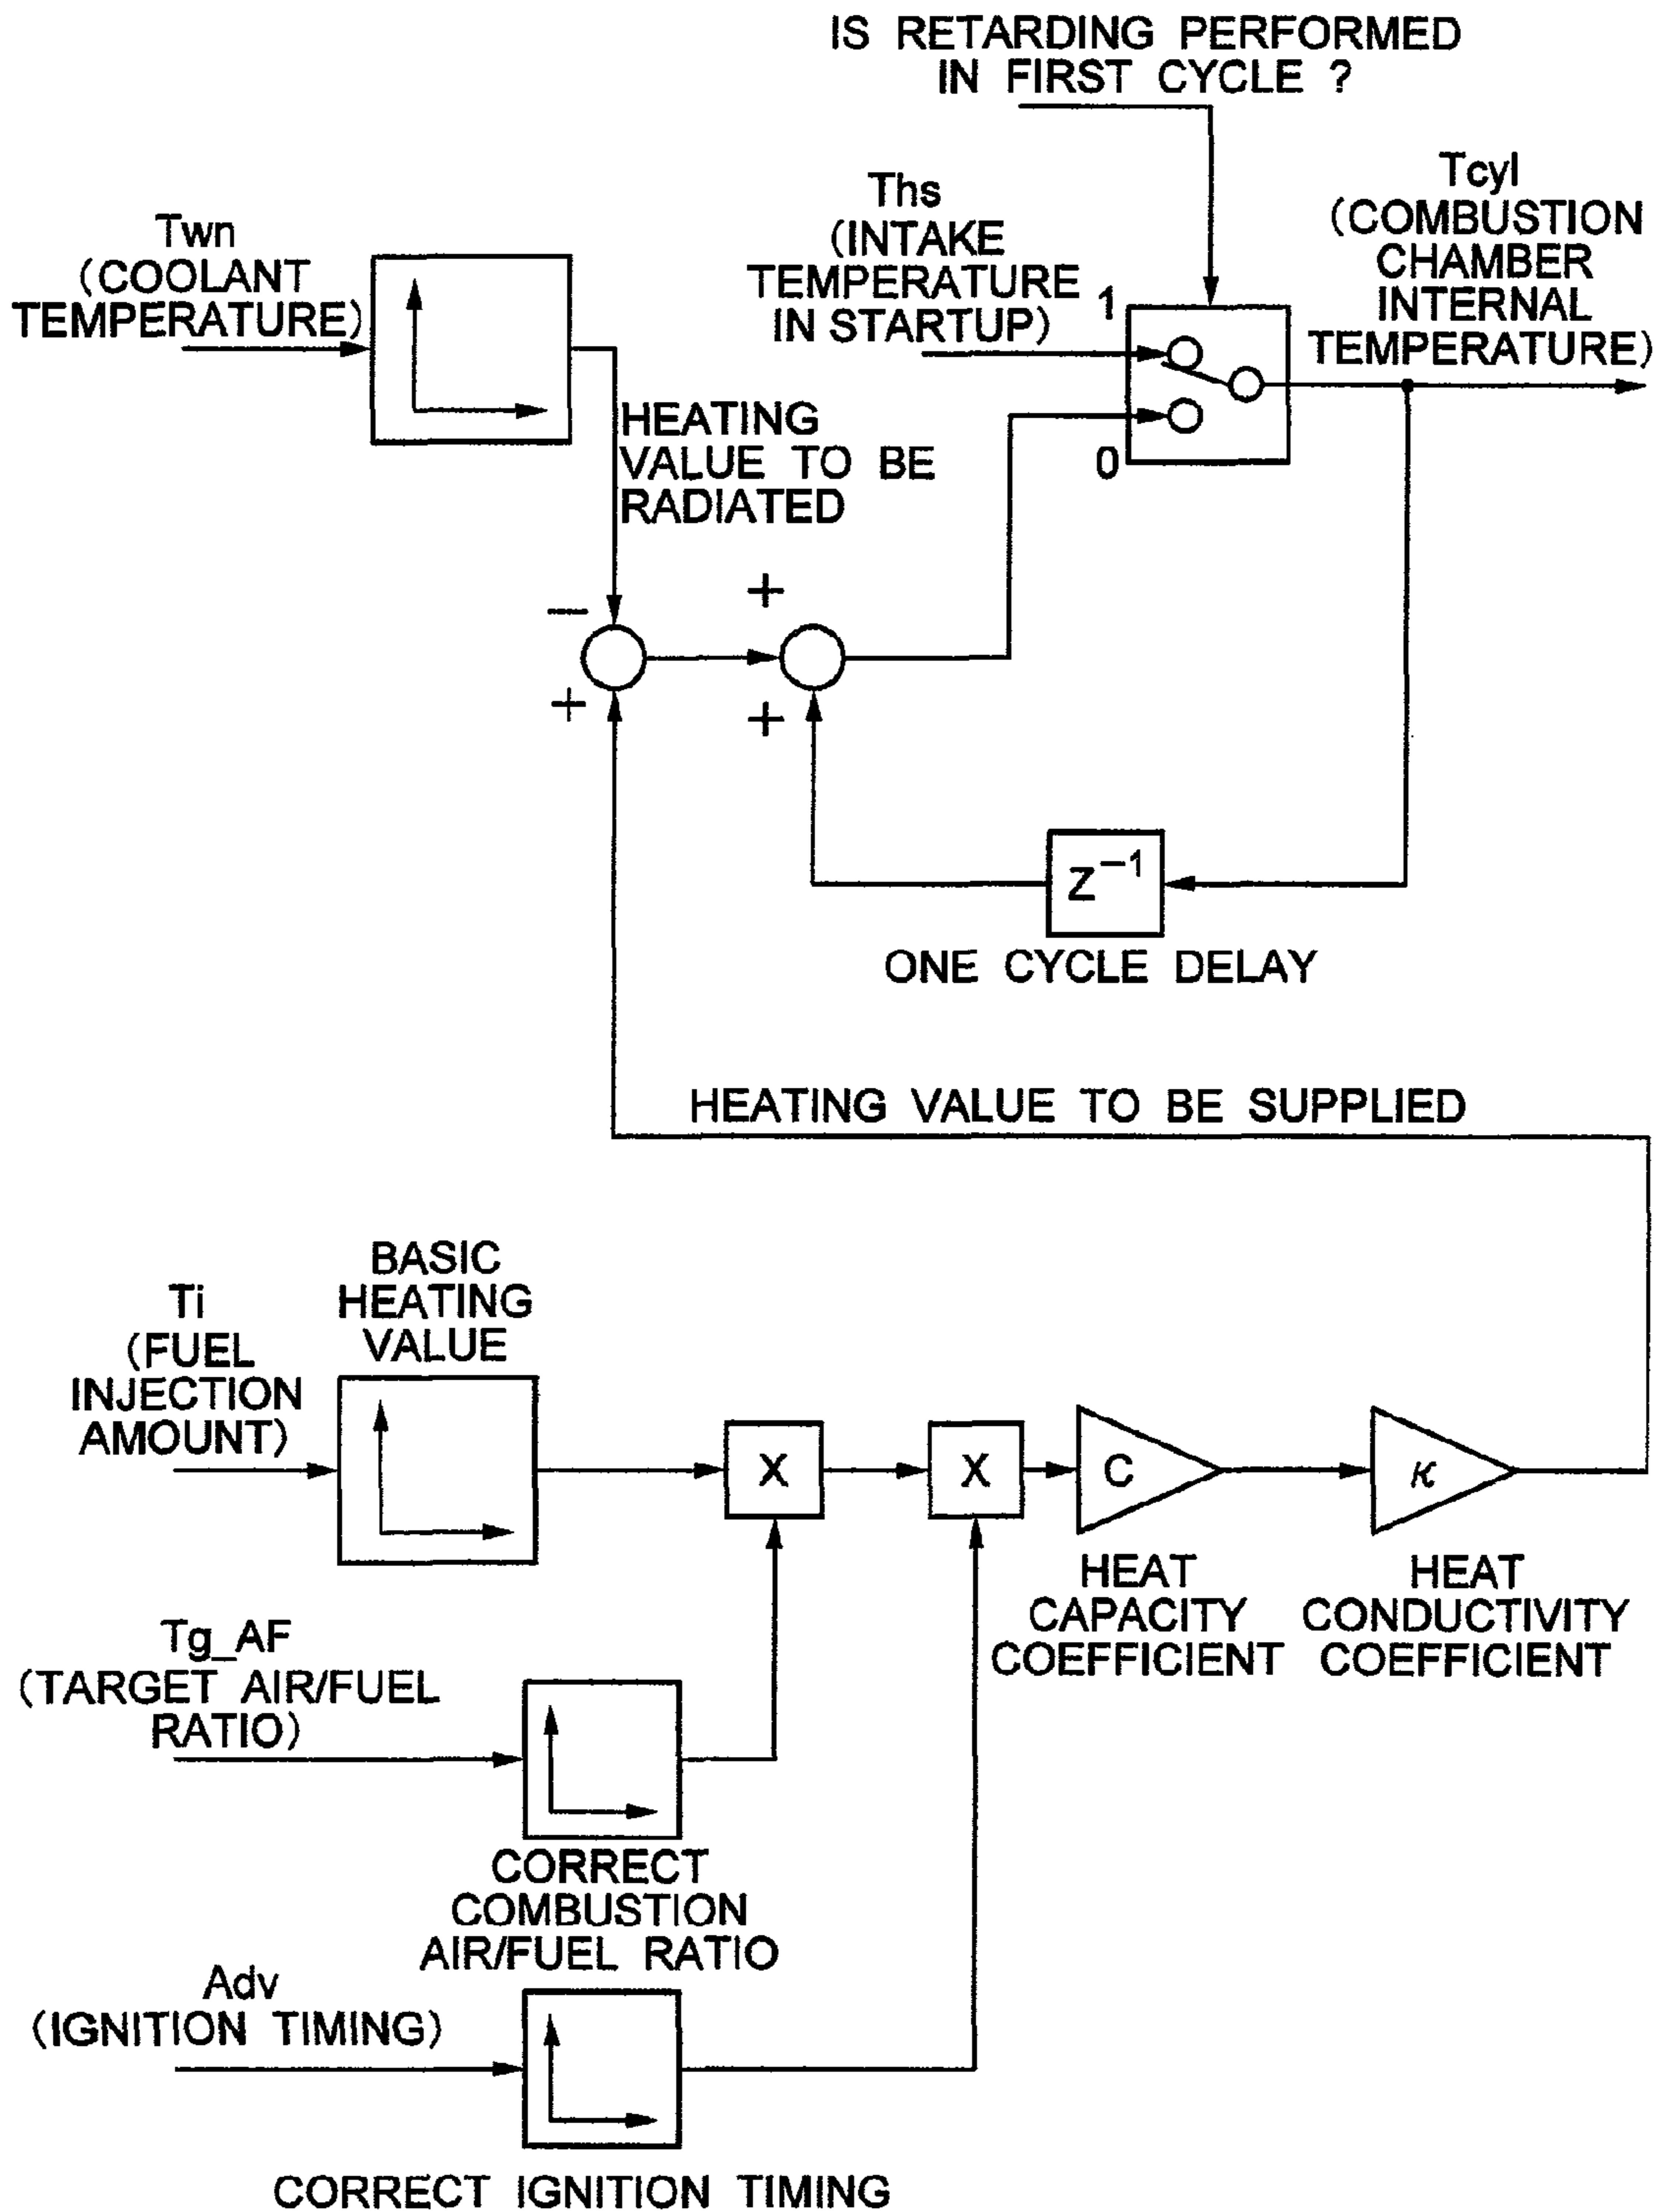 IS RETARDING PERFORMED
IN FIRST CYCLE ?
Twn
(COOLANT
TEMPERATURE)
Ths
(INTAKE
TEMPERATURE
IN STARTUP)
1
0
Tcyl
(COMBUSTION
CHAMBER
INTERNAL
TEMPERATURE)
HEATING
VALUE TO BE
RADIATED
−
+
+
+
Z⁻¹
ONE CYCLE DELAY
HEATING VALUE TO BE SUPPLIED
Ti
(FUEL
INJECTION
AMOUNT)
BASIC
HEATING
VALUE
X
X
C
κ
HEAT
CAPACITY
COEFFICIENT
HEAT
CONDUCTIVITY
COEFFICIENT
Tg_AF
(TARGET AIR/FUEL
RATIO)
CORRECT
COMBUSTION
AIR/FUEL RATIO
Adv
(IGNITION TIMING)
CORRECT IGNITION TIMING